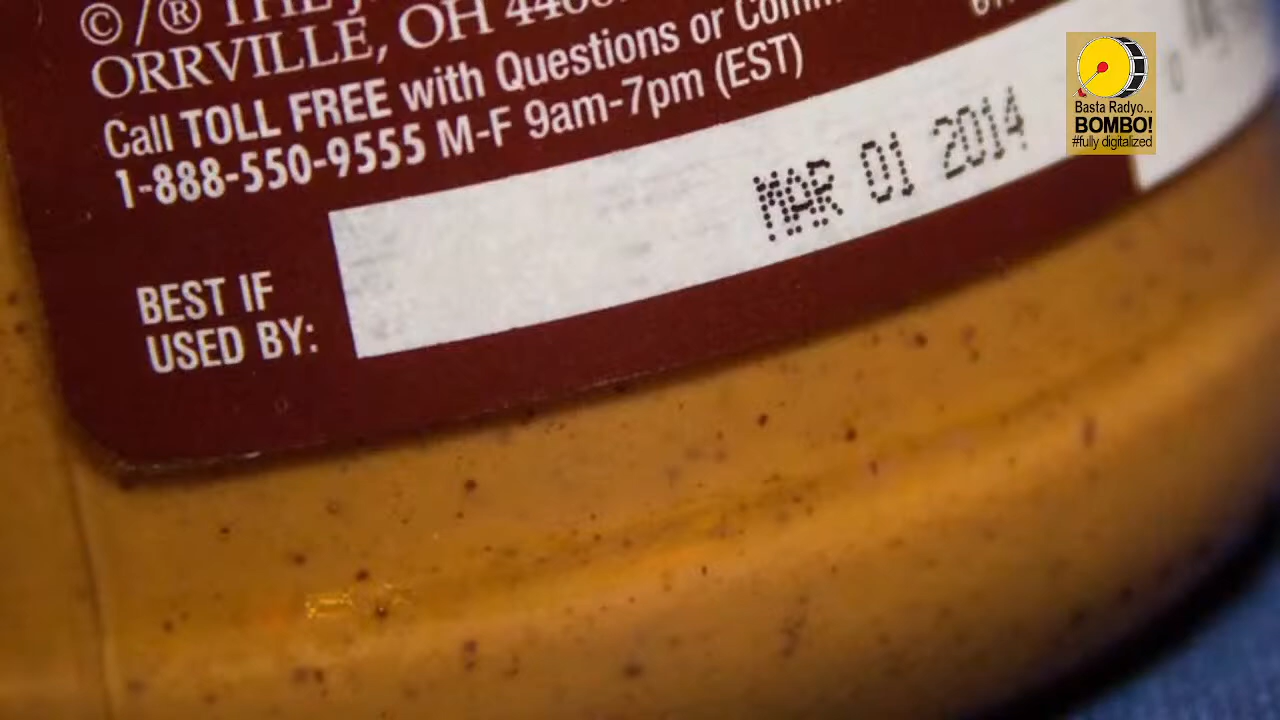 ©/® THE
ORRVILLE, OH
Call TOLL FREE with Questions or
1-888-550-9555 M-F 9am-7pm (EST)
BEST IF
USED BY:
MAR 01 2014
Basta Radyo...
BOMBO!
#fully digitalized